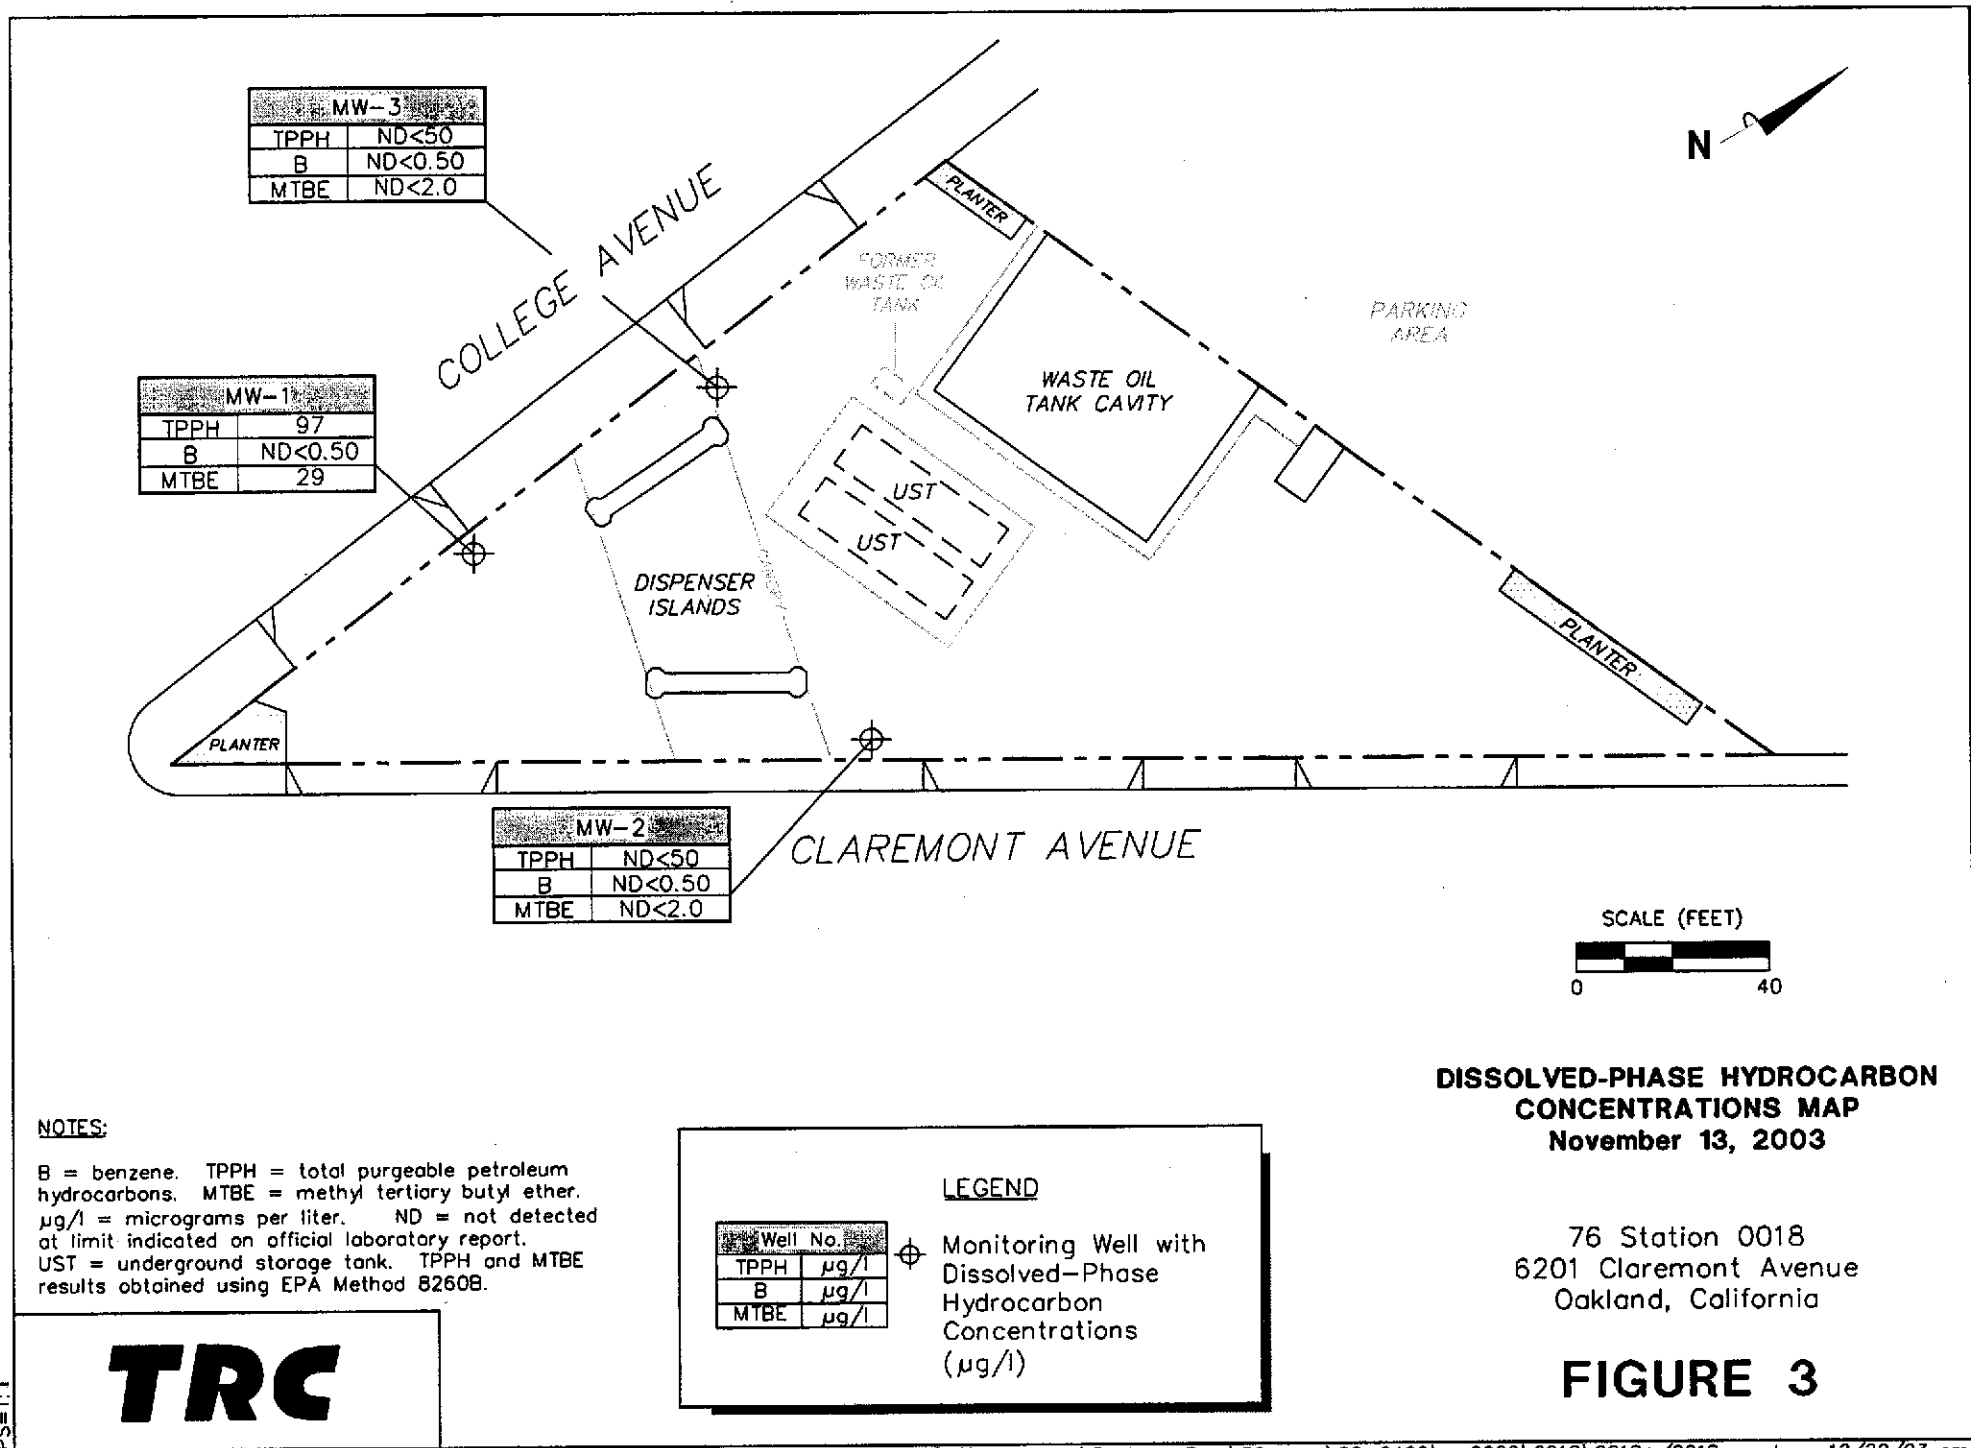 MW-3
TPPH ND<50
B ND<0.50
MTBE ND<2.0
COLLEGE AVENUE
N
PLANTER
FORMER
WASTE OIL
TANK
PARKING
AREA
WASTE OIL
TANK CAVITY
MW-1
TPPH 97
B ND<0.50
MTBE 29
UST
UST
DISPENSER
ISLANDS
CANOPY
PLANTER
PLANTER
MW-2
TPPH ND<50
B ND<0.50
MTBE ND<2.0
CLAREMONT AVENUE
SCALE (FEET)
0 40
DISSOLVED-PHASE HYDROCARBON
CONCENTRATIONS MAP
November 13, 2003
NOTES:
B = benzene. TPPH = total purgeable petroleum
hydrocarbons. MTBE = methyl tertiary butyl ether.
µg/l = micrograms per liter. ND = not detected
at limit indicated on official laboratory report.
UST = underground storage tank. TPPH and MTBE
results obtained using EPA Method 8260B.
LEGEND
Well No.
TPPH µg/l
B µg/l
MTBE µg/l
Monitoring Well with
Dissolved-Phase
Hydrocarbon
Concentrations
(µg/l)
76 Station 0018
6201 Claremont Avenue
Oakland, California
TRC
FIGURE 3
PS=1:1